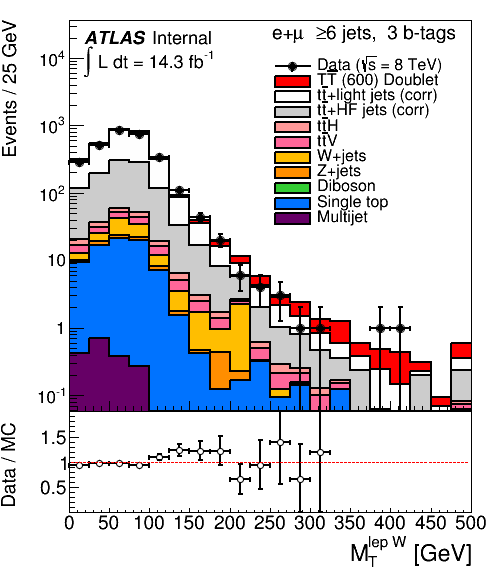 ATLAS Internal
∫ L dt = 14.3 fb⁻¹
e+μ ≥6 jets, 3 b-tags
Data (√s = 8 TeV)
TT̄ (600) Doublet
tt̄+light jets (corr)
tt̄+HF jets (corr)
tt̄H
tt̄V
W+jets
Z+jets
Diboson
Single top
Multijet
Events / 25 GeV
10⁴
10³
10²
10
1
10⁻¹
Data / MC
1.5
1
0.5
0 50 100 150 200 250 300 350 400 450 500
M_T^{lep W} [GeV]